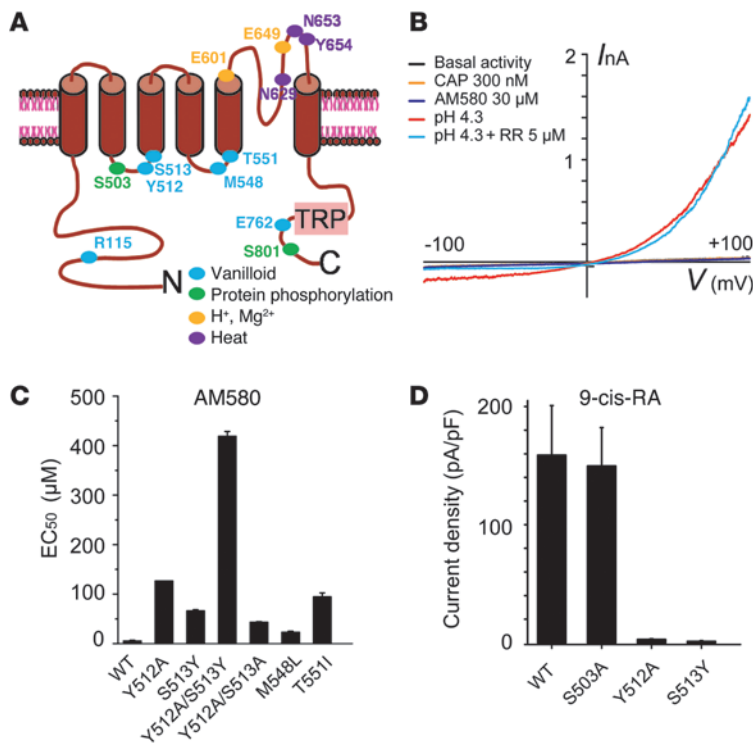 A
N653
E649
Y654
E601
N629
S513
Y512
S503
T551
M548
R115
E762
TRP
S801
C
N
Vanilloid
Protein phosphorylation
H+, Mg2+
Heat
B
InA
2
1
Basal activity
CAP 300 nM
AM580 30 µM
pH 4.3
pH 4.3 + RR 5 µM
-100
+100
V (mV)
C
AM580
EC50 (µM)
500
400
300
200
100
0
WT
Y512A
S513Y
Y512A/S513Y
Y512A/S513A
M548L
T551I
D
9-cis-RA
Current density (pA/pF)
200
100
0
WT
S503A
Y512A
S513Y